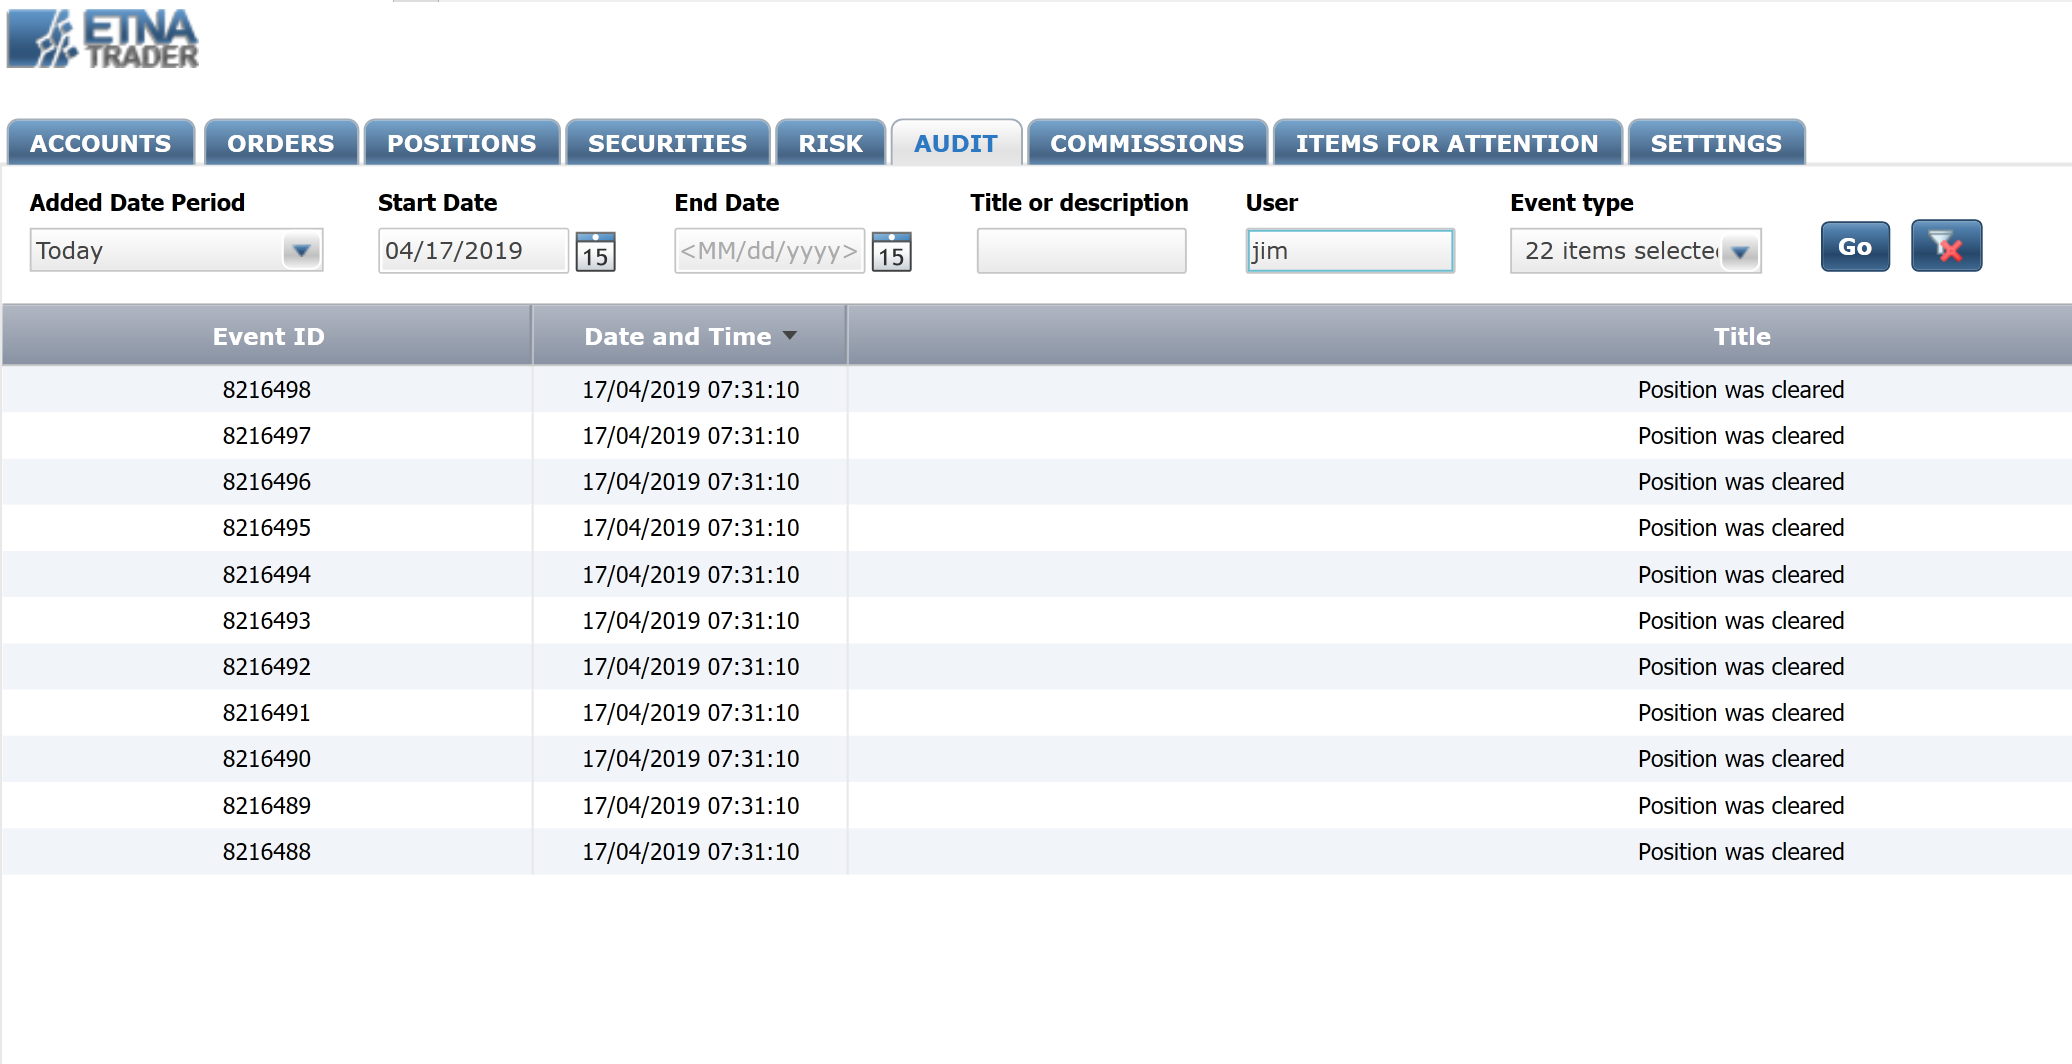 ETNA
TRADER
ACCOUNTS ORDERS POSITIONS SECURITIES RISK AUDIT COMMISSIONS ITEMS FOR ATTENTION SETTINGS
Added Date Period Start Date End Date Title or description User Event type
Today 04/17/2019 15 <MM/dd/yyyy> 15 jim 22 items selected Go
Event ID Date and Time Title
8216498 17/04/2019 07:31:10 Position was cleared
8216497 17/04/2019 07:31:10 Position was cleared
8216496 17/04/2019 07:31:10 Position was cleared
8216495 17/04/2019 07:31:10 Position was cleared
8216494 17/04/2019 07:31:10 Position was cleared
8216493 17/04/2019 07:31:10 Position was cleared
8216492 17/04/2019 07:31:10 Position was cleared
8216491 17/04/2019 07:31:10 Position was cleared
8216490 17/04/2019 07:31:10 Position was cleared
8216489 17/04/2019 07:31:10 Position was cleared
8216488 17/04/2019 07:31:10 Position was cleared